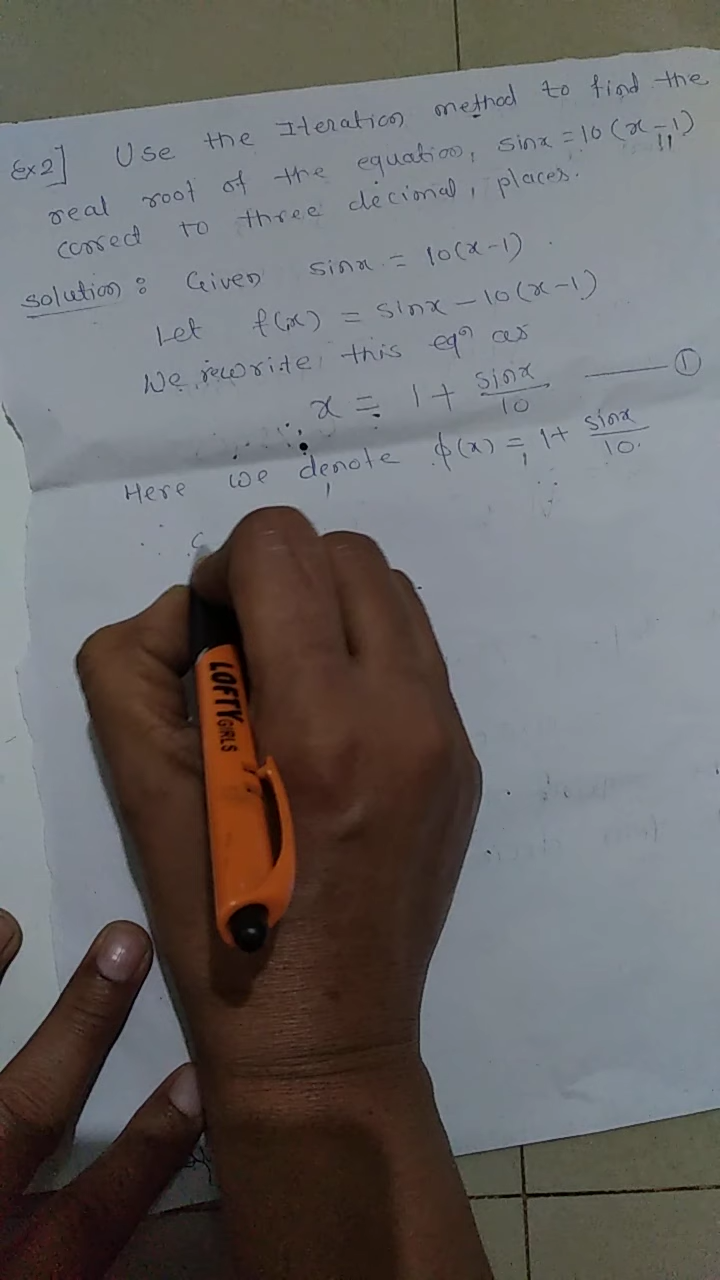 Ex2] Use the Iteration method to find the
real root of the equation, sinx = 10(x-1)
correct to three decimal, places.
Solution: Given sinx = 10(x-1).
Let f(x) = sinx - 10(x-1)
We rewrite this eqn as
∴ x = 1 + sinx/10 —— ①
Here we denote φ(x) = 1 + sinx/10.
LOFTY GIRLS